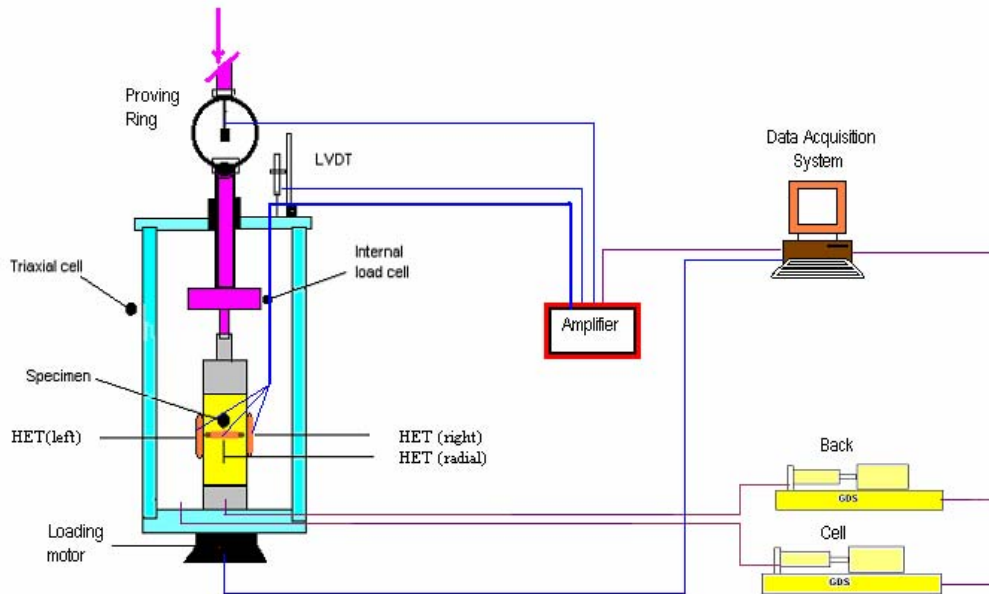 Proving
Ring
LVDT
Data Acquisition
System
Triaxial cell
Internal
load cell
Amplifier
Specimen
HET(left)
HET (right)
HET (radial)
Back
GDS
Cell
GDS
Loading
motor